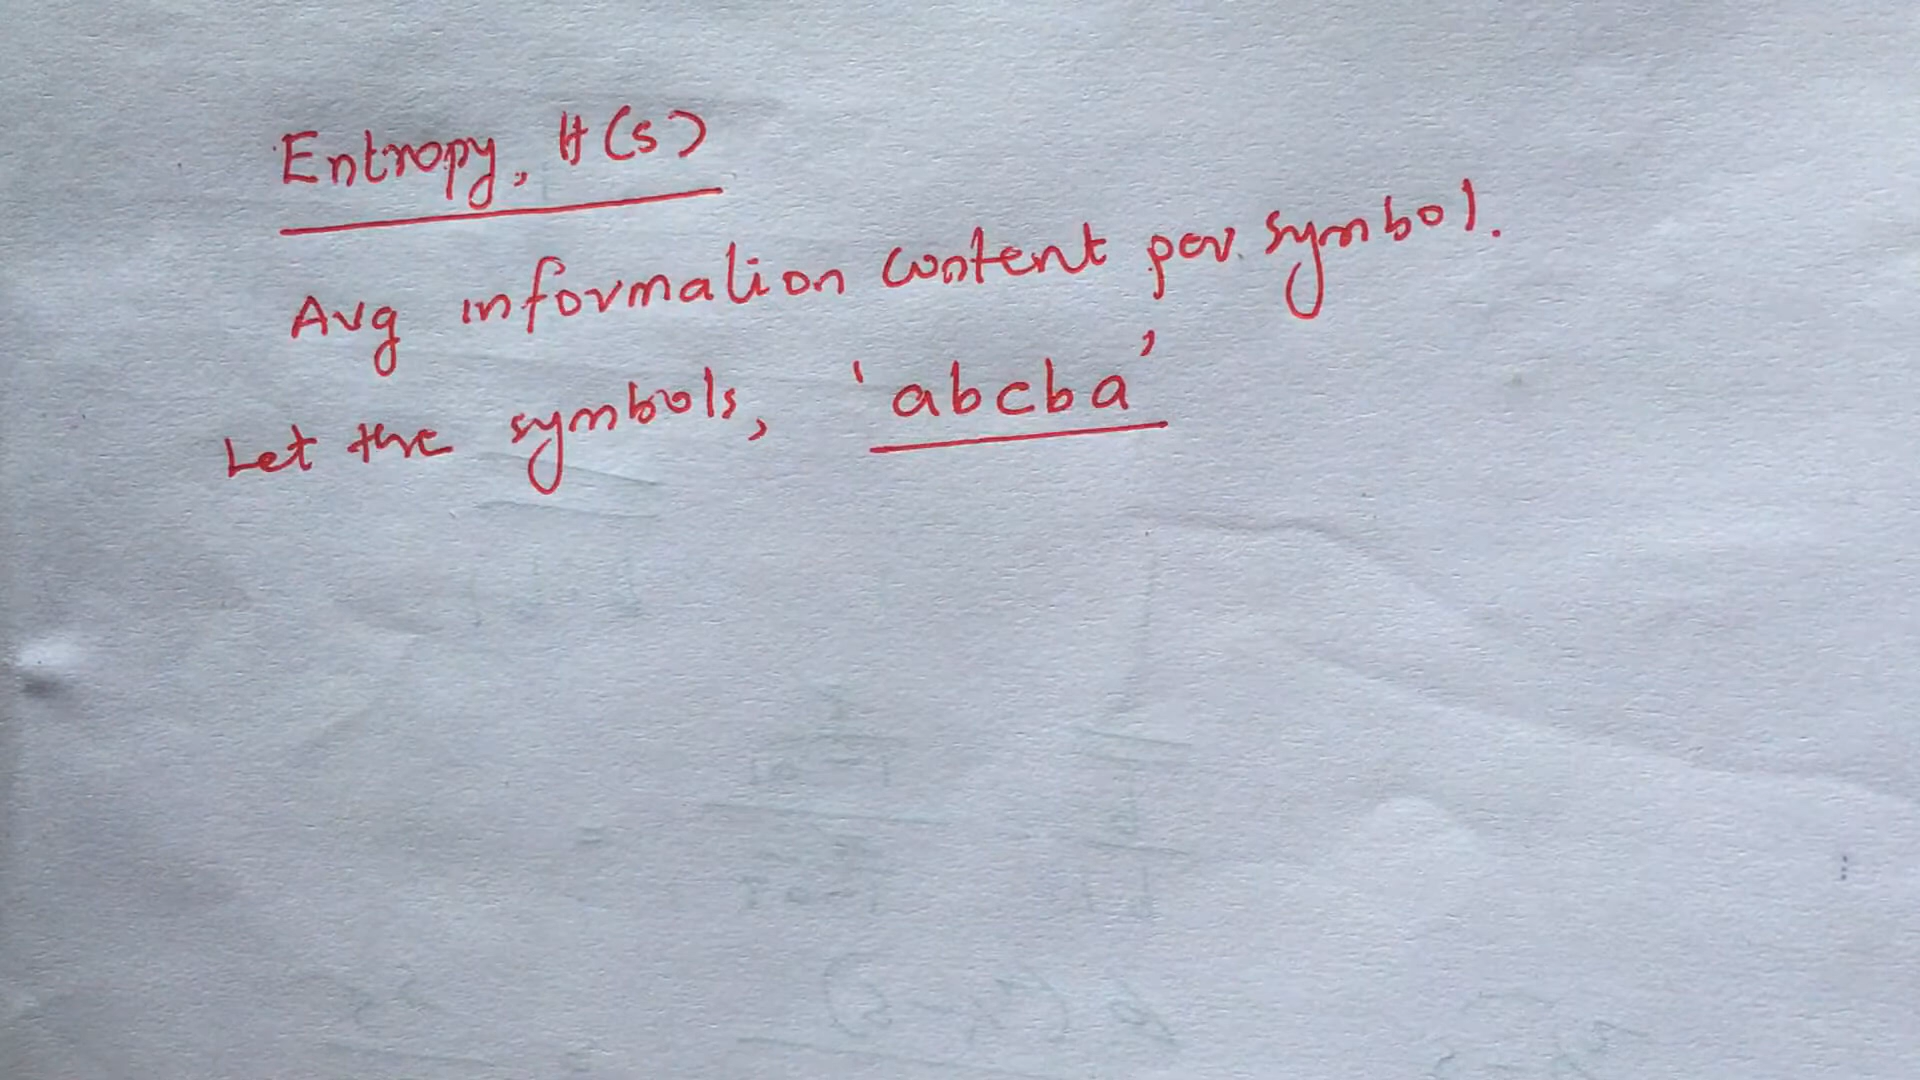 Entropy, H(s)
Avg information content per symbol.
Let the symbols, 'abcba'